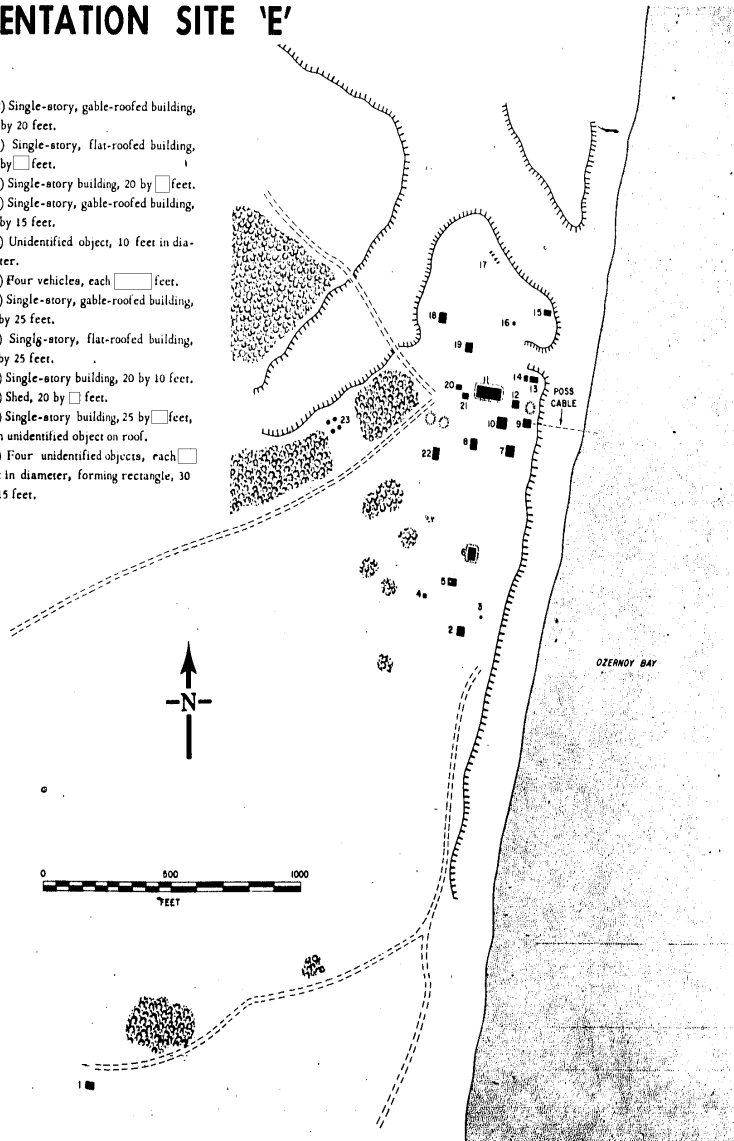 ENTATION SITE 'E'
) Single-story, gable-roofed building,
by 20 feet.
) Single-story, flat-roofed building,
by feet.
) Single-story building, 20 by feet.
) Single-story, gable-roofed building,
by 15 feet.
) Unidentified object, 10 feet in dia-
ter.
) Four vehicles, each feet.
) Single-story, gable-roofed building,
by 25 feet.
) Single-story, flat-roofed building,
by 25 feet.
) Single-story building, 20 by 10 feet.
) Shed, 20 by feet.
) Single-story building, 25 by feet,
unidentified object on roof.
) Four unidentified objects, each
in diameter, forming rectangle, 30
15 feet.
17
18
16
15
19
20
11
14
13
21
12
POSS
CABLE
23
10
9
22
8
7
6
5
4
3
2
OZERNOY BAY
N
0 500 1000
FEET
1